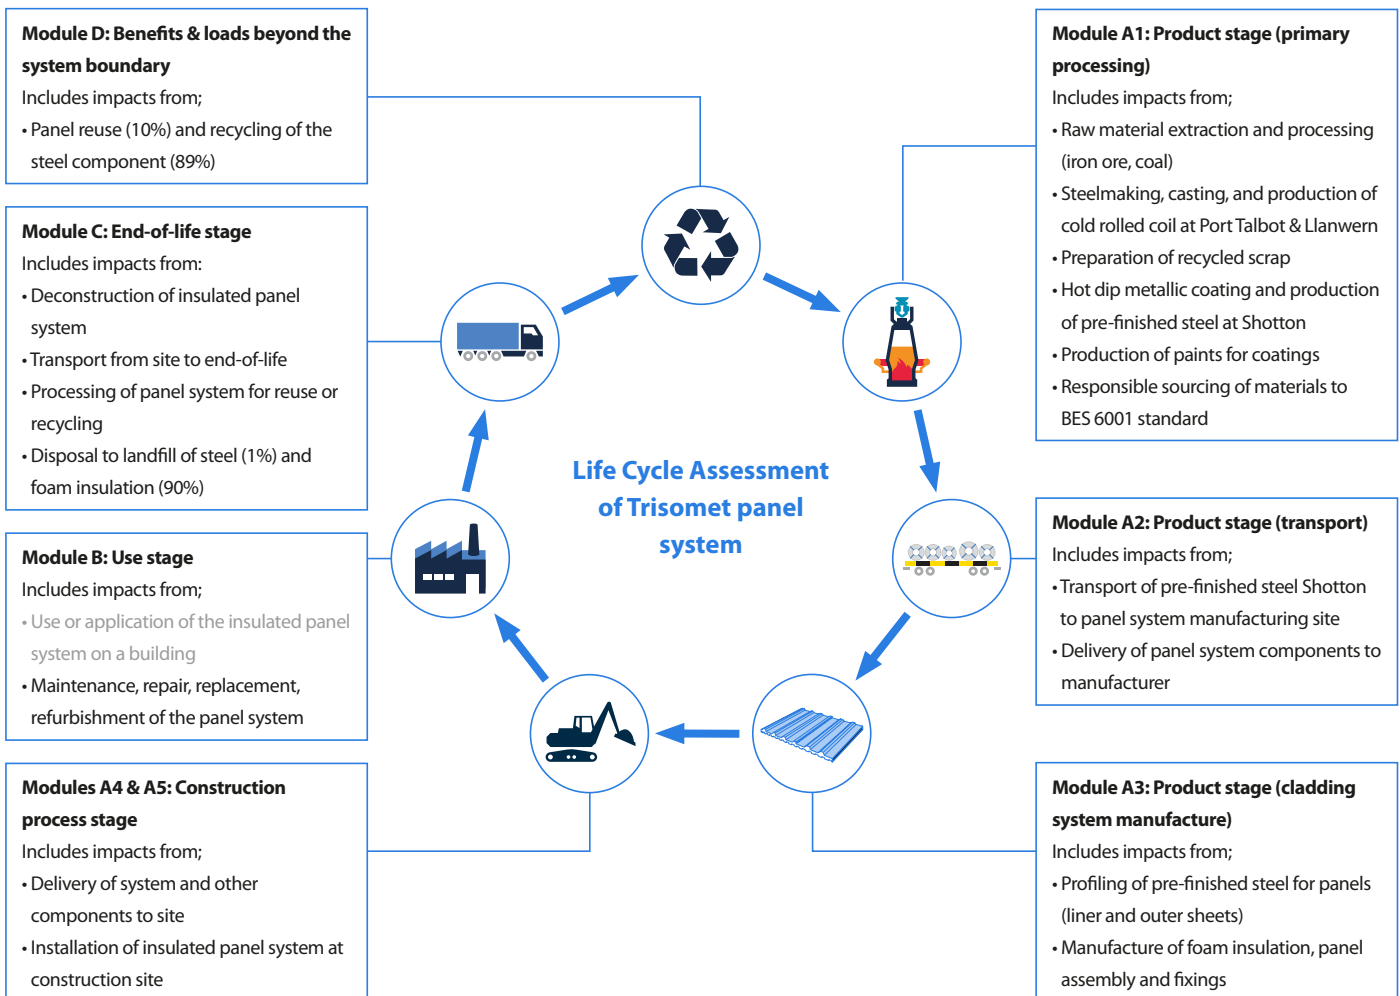 Module D: Benefits & loads beyond the
system boundary
Includes impacts from;
• Panel reuse (10%) and recycling of the
steel component (89%)
Module C: End-of-life stage
Includes impacts from:
• Deconstruction of insulated panel
system
• Transport from site to end-of-life
• Processing of panel system for reuse or
recycling
• Disposal to landfill of steel (1%) and
foam insulation (90%)
Module B: Use stage
Includes impacts from;
• Use or application of the insulated panel
system on a building
• Maintenance, repair, replacement,
refurbishment of the panel system
Modules A4 & A5: Construction
process stage
Includes impacts from;
• Delivery of system and other
components to site
• Installation of insulated panel system at
construction site
Life Cycle Assessment
of Trisomet panel
system
Module A1: Product stage (primary
processing)
Includes impacts from;
• Raw material extraction and processing
(iron ore, coal)
• Steelmaking, casting, and production of
cold rolled coil at Port Talbot & Llanwern
• Preparation of recycled scrap
• Hot dip metallic coating and production
of pre-finished steel at Shotton
• Production of paints for coatings
• Responsible sourcing of materials to
BES 6001 standard
Module A2: Product stage (transport)
Includes impacts from;
• Transport of pre-finished steel Shotton
to panel system manufacturing site
• Delivery of panel system components to
manufacturer
Module A3: Product stage (cladding
system manufacture)
Includes impacts from;
• Profiling of pre-finished steel for panels
(liner and outer sheets)
• Manufacture of foam insulation, panel
assembly and fixings